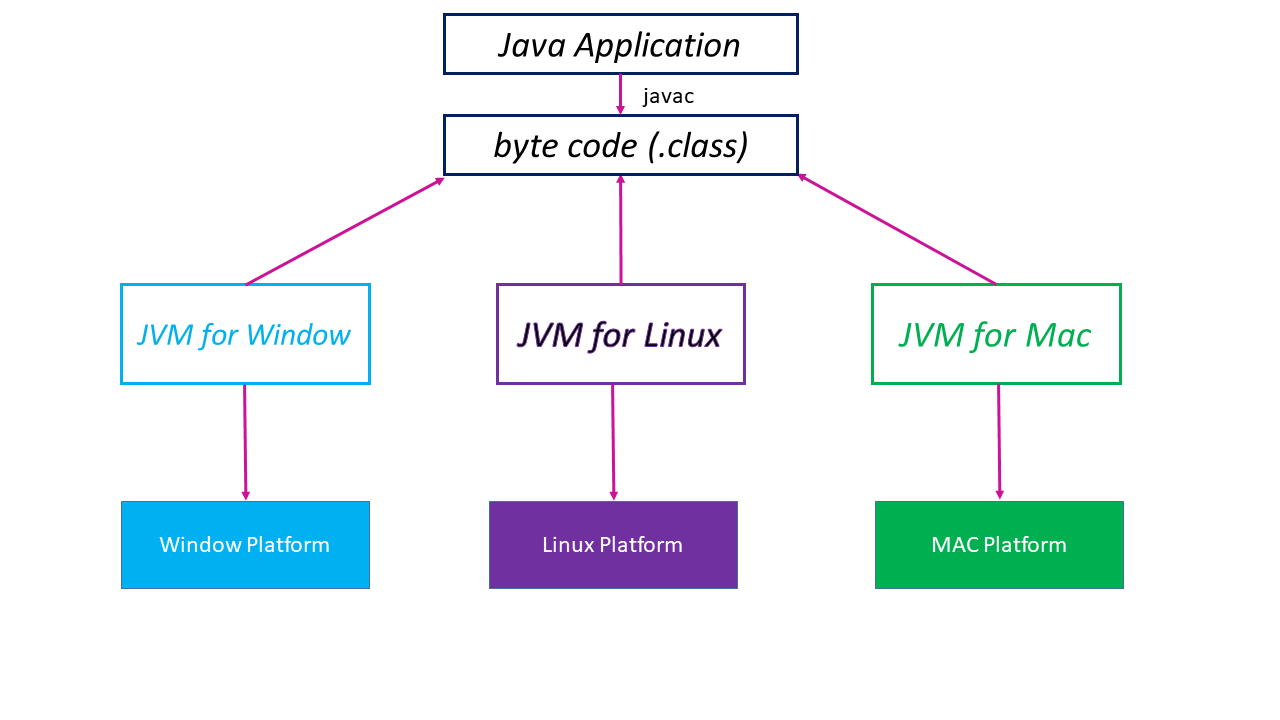 Java Application
javac
byte code (.class)
JVM for Window
JVM for Linux
JVM for Mac
Window Platform
Linux Platform
MAC Platform